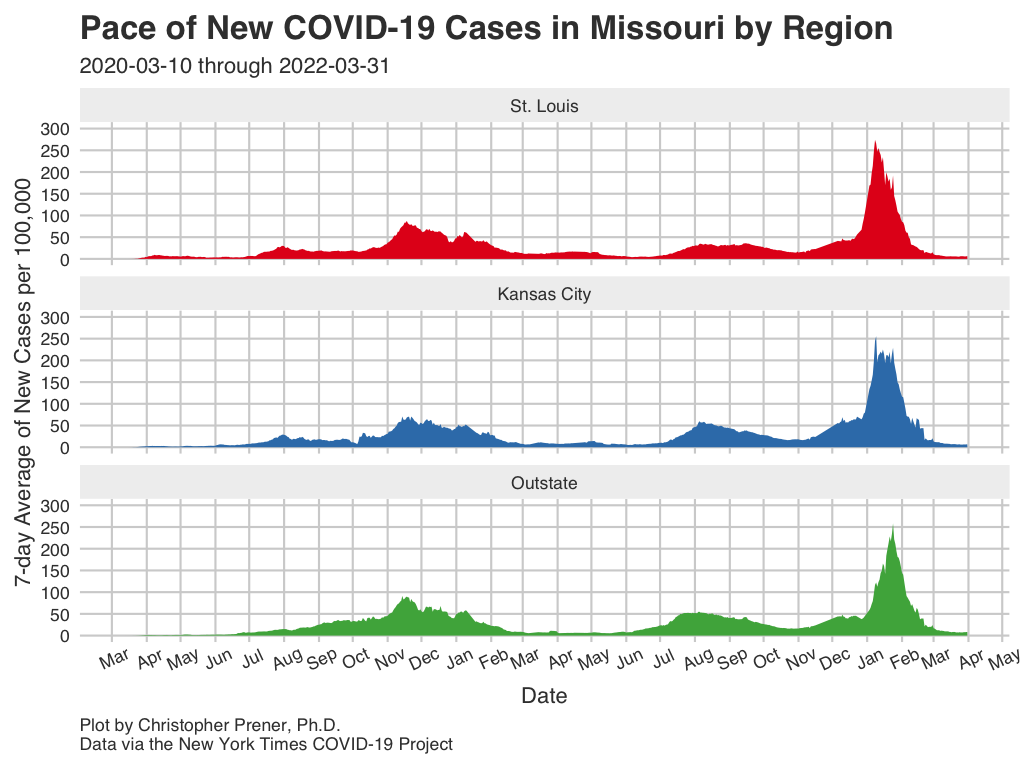 Pace of New COVID-19 Cases in Missouri by Region
2020-03-10 through 2022-03-31
7-day Average of New Cases per 100,000
St. Louis
300
250
200
150
100
50
0
Kansas City
300
250
200
150
100
50
0
Outstate
300
250
200
150
100
50
0
Mar Apr May Jun Jul Aug Sep Oct Nov Dec Jan Feb Mar Apr May Jun Jul Aug Sep Oct Nov Dec Jan Feb Mar Apr May
Date
Plot by Christopher Prener, Ph.D.
Data via the New York Times COVID-19 Project